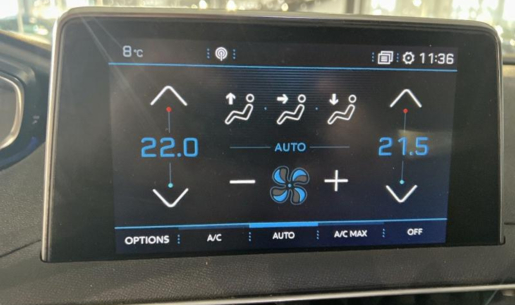 8°C 11:36
22.0 AUTO 21.5
OPTIONS A/C AUTO A/C MAX OFF